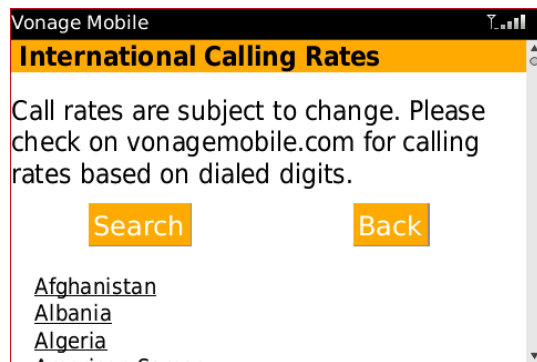 Vonage Mobile
International Calling Rates
Call rates are subject to change. Please
check on vonagemobile.com for calling
rates based on dialed digits.
Search Back
Afghanistan
Albania
Algeria